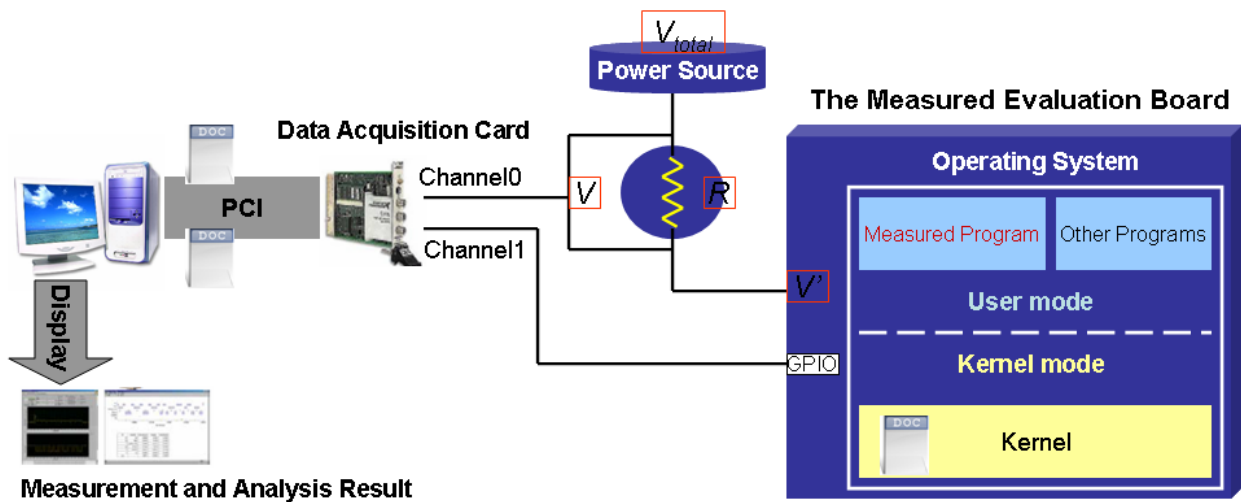 V_total
Power Source
The Measured Evaluation Board
Data Acquisition Card
DOC
Operating System
Channel0
V
R
PCI
Measured Program
Other Programs
DOC
Channel1
V'
User mode
Display
GPIO
Kernel mode
DOC
Kernel
Measurement and Analysis Result